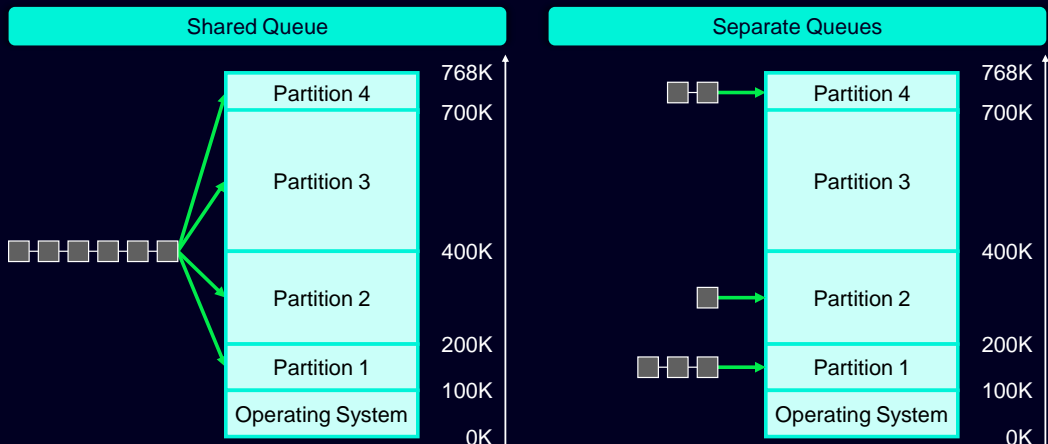 Shared Queue
768K
Partition 4
700K
Partition 3
400K
Partition 2
200K
Partition 1
100K
Operating System
0K
Separate Queues
768K
Partition 4
700K
Partition 3
400K
Partition 2
200K
Partition 1
100K
Operating System
0K